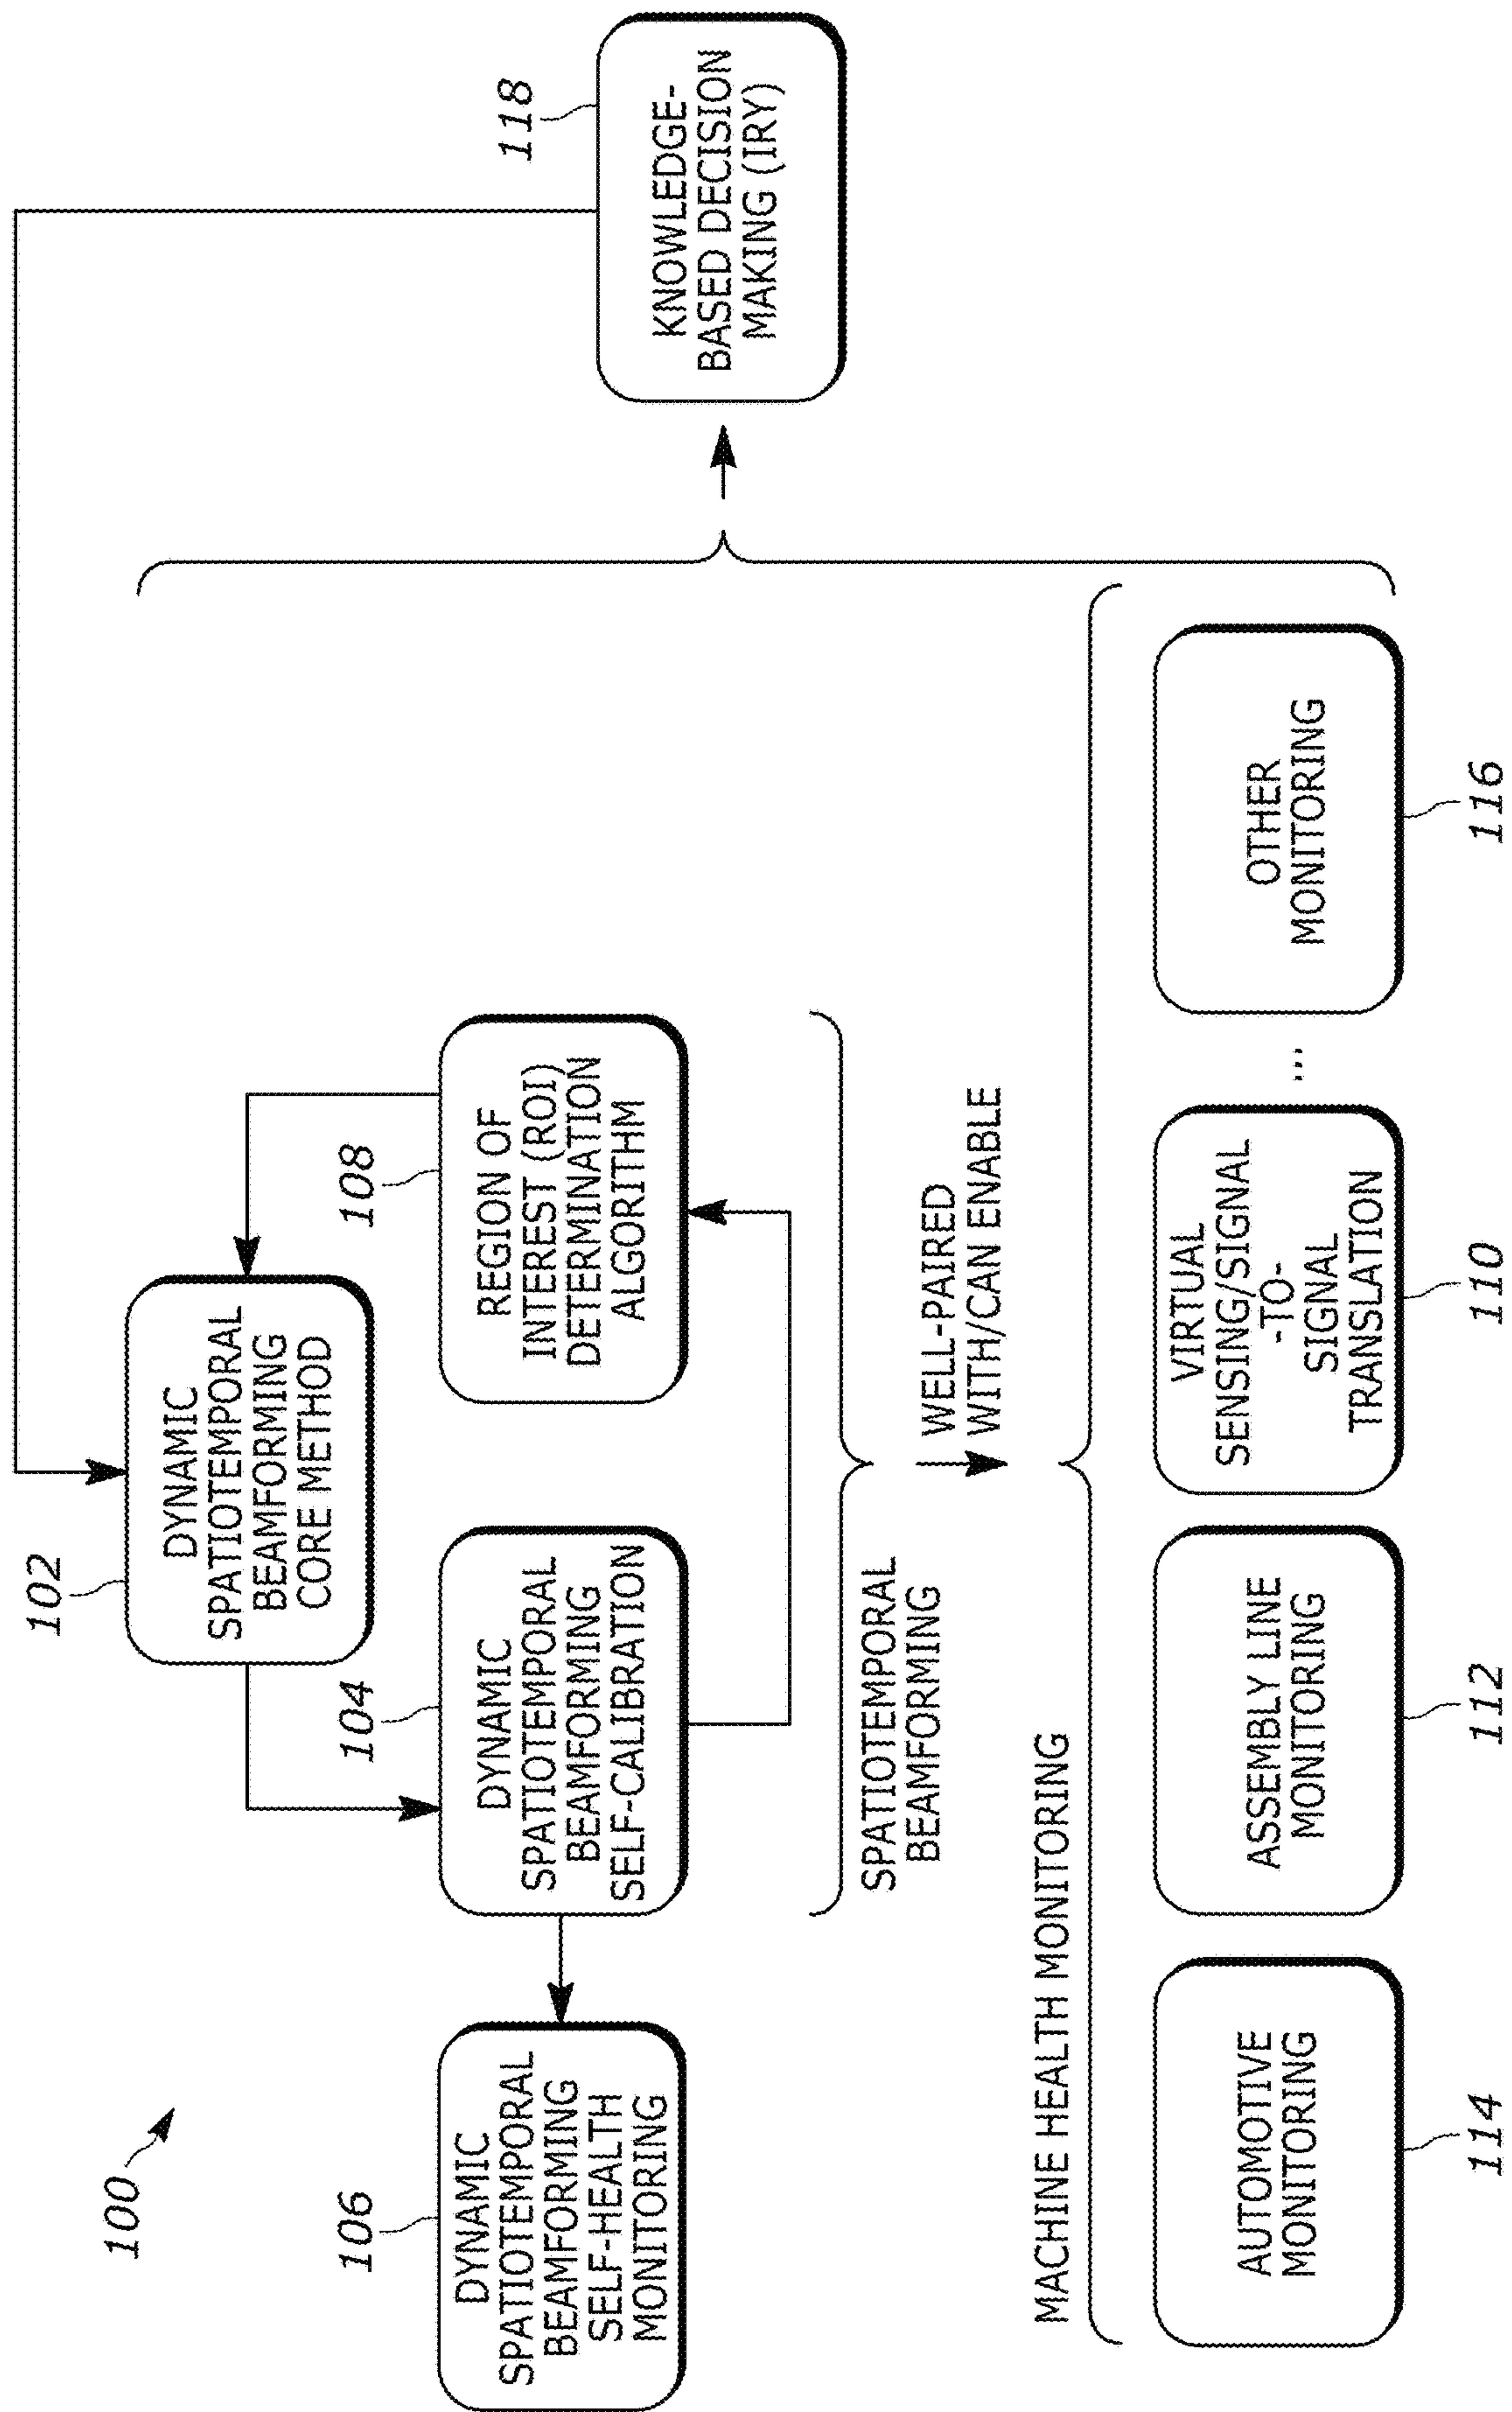 100
102
DYNAMIC
SPATIOTEMPORAL
BEAMFORMING
CORE METHOD
118
KNOWLEDGE-
BASED DECISION
MAKING (IRY)
106
DYNAMIC
SPATIOTEMPORAL
BEAMFORMING
SELF-HEALTH
MONITORING
104
DYNAMIC
SPATIOTEMPORAL
BEAMFORMING
SELF-CALIBRATION
108
REGION OF
INTEREST (ROI)
DETERMINATION
ALGORITHM
SPATIOTEMPORAL
BEAMFORMING
WELL-PAIRED
WITH/CAN ENABLE
MACHINE HEALTH MONITORING
AUTOMOTIVE
MONITORING
114
ASSEMBLY LINE
MONITORING
112
VIRTUAL
SENSING/SIGNAL
-TO-
SIGNAL
TRANSLATION
110
...
OTHER
MONITORING
116